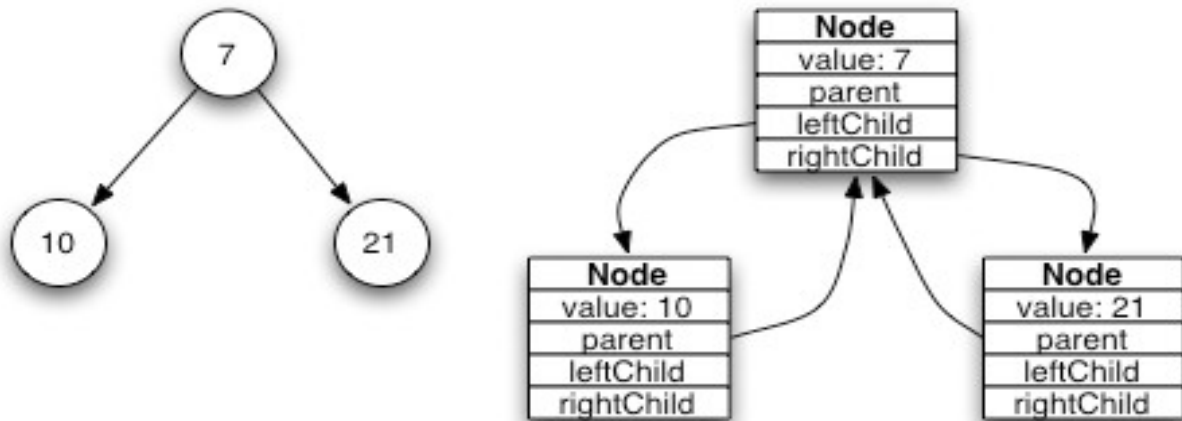 7
10
21
Node
value: 7
parent
leftChild
rightChild
Node
value: 10
parent
leftChild
rightChild
Node
value: 21
parent
leftChild
rightChild